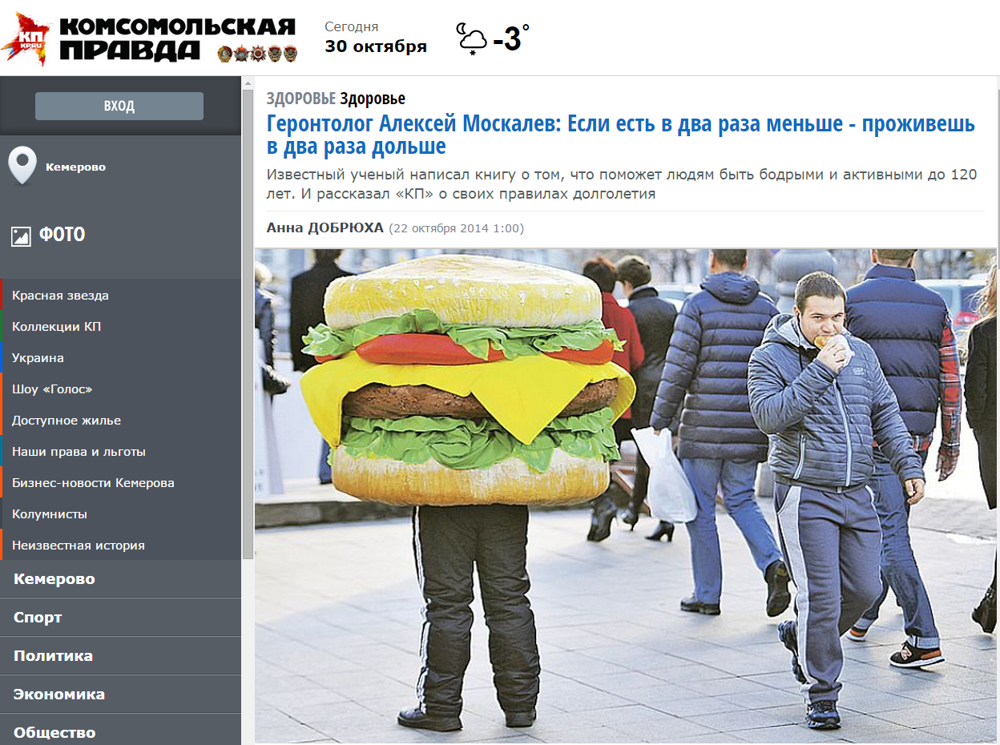 КП
KP.RU
КОМСОМОЛЬСКАЯ
ПРАВДА
Сегодня
30 октября
-3°
ВХОД
Кемерово
ФОТО
Красная звезда
Коллекции КП
Украина
Шоу «Голос»
Доступное жилье
Наши права и льготы
Бизнес-новости Кемерова
Колумнисты
Неизвестная история
Кемерово
Спорт
Политика
Экономика
Общество
ЗДОРОВЬЕ Здоровье
Геронтолог Алексей Москалев: Если есть в два раза меньше - проживешь
в два раза дольше
Известный ученый написал книгу о том, что поможет людям быть бодрыми и активными до 120
лет. И рассказал «КП» о своих правилах долголетия
Анна ДОБРЮХА (22 октября 2014 1:00)